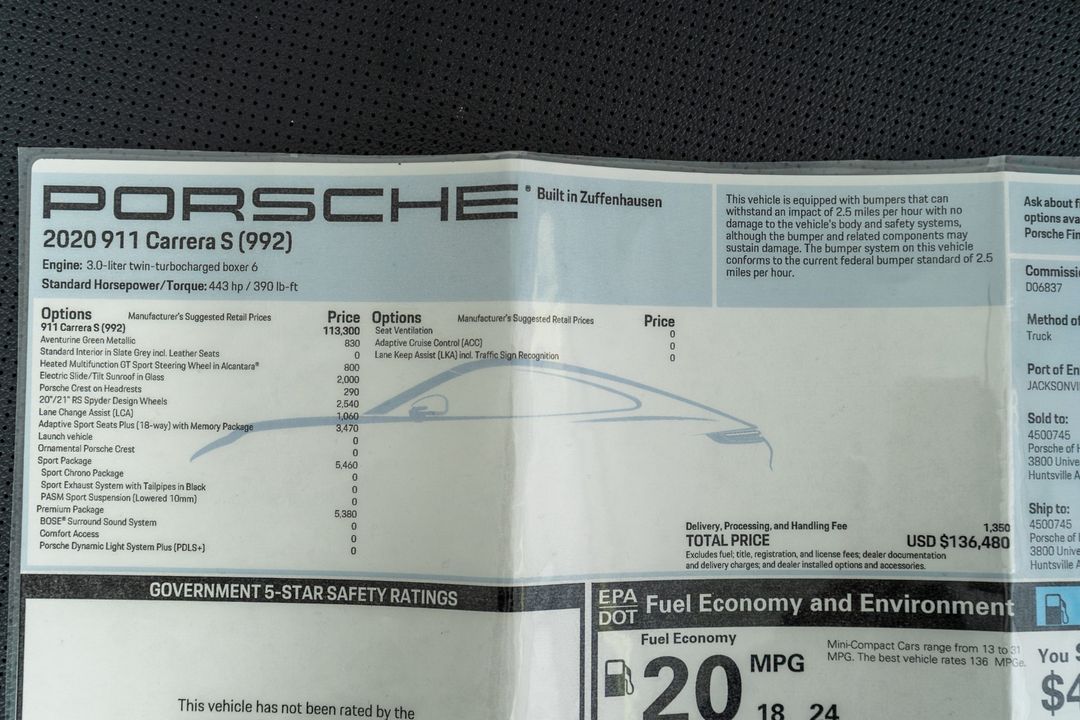 PORSCHE® Built in Zuffenhausen
2020 911 Carrera S (992)
Engine: 3.0-liter twin-turbocharged boxer 6
Standard Horsepower/Torque: 443 hp / 390 lb-ft
This vehicle is equipped with bumpers that can
withstand an impact of 2.5 miles per hour with no
damage to the vehicle's body and safety systems,
although the bumper and related components may
sustain damage. The bumper system on this vehicle
conforms to the current federal bumper standard of 2.5
miles per hour.
Ask about
options
Porsche
D06837
Method
Truck
Port of
Sold to:
4500745
Porsche of
3800
Huntsville
Ship to:
4500745
Porsche of
3800
Huntsville
Options Manufacturer's Suggested Retail Prices Price
911 Carrera S (992) 113,300
Aventurine Green Metallic 830
Standard Interior in Slate Grey incl. Leather Seats 0
Heated Multifunction GT Sport Steering Wheel in Alcantara® 800
Electric Slide/Tilt Sunroof in Glass 2,000
Porsche Crest on Headrests 290
20"/21" RS Spyder Design Wheels 2,540
Lane Change Assist (LCA) 1,060
Adaptive Sport Seats Plus (18-way) with Memory Package 3,470
Launch vehicle 0
Ornamental Porsche Crest 0
Sport Package 5,460
Sport Chrono Package 0
Sport Exhaust System with Tailpipes in Black 0
PASM Sport Suspension (Lowered 10mm) 0
Premium Package 5,380
BOSE® Surround Sound System 0
Comfort Access 0
Porsche Dynamic Light System Plus (PDLS+) 0
Options Manufacturer's Suggested Retail Prices Price
Seat Ventilation 0
Adaptive Cruise Control (ACC) 0
Lane Keep Assist (LKA) incl. Traffic Sign Recognition 0
Delivery, Processing, and Handling Fee 1,350
TOTAL PRICE USD $136,480
Excludes fuel; title, registration, and license fees; dealer documentation
and delivery charges; and dealer installed options and accessories.
GOVERNMENT 5-STAR SAFETY RATINGS
This vehicle has not been rated by the
EPA
DOT
Fuel Economy and Environment
Fuel Economy
20 MPG
18 24
Mini-Compact Cars range from 13 to 31
MPG. The best vehicle rates 136 MPGe.
You